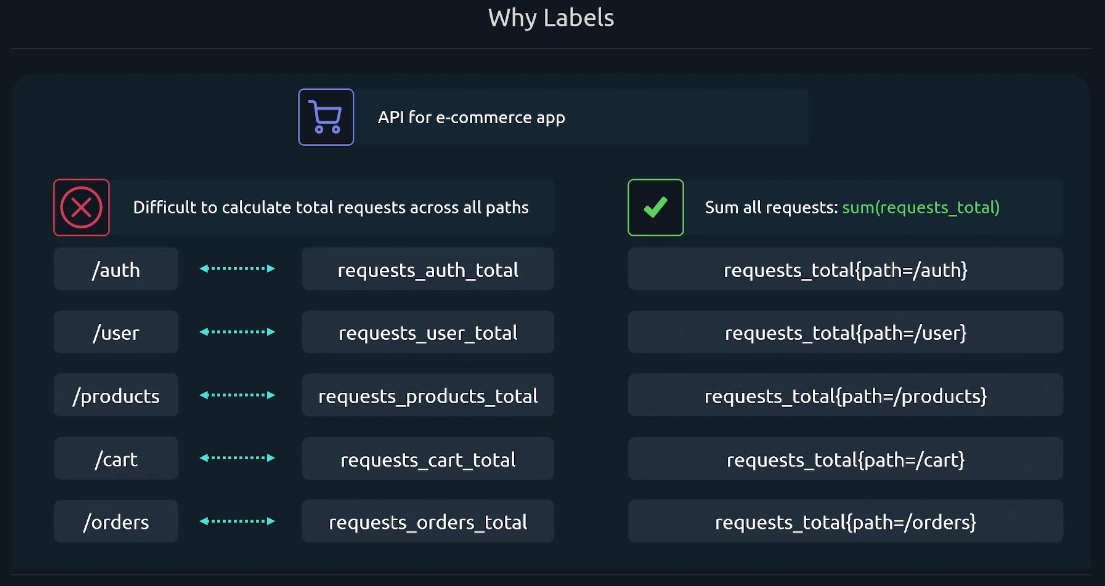 Why Labels
API for e-commerce app
Difficult to calculate total requests across all paths
Sum all requests: sum(requests_total)
/auth requests_auth_total requests_total{path=/auth}
/user requests_user_total requests_total{path=/user}
/products requests_products_total requests_total{path=/products}
/cart requests_cart_total requests_total{path=/cart}
/orders requests_orders_total requests_total{path=/orders}